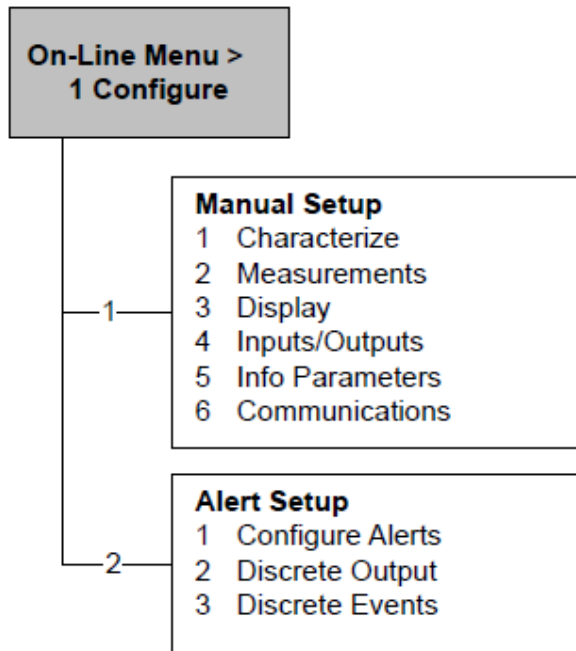 On-Line Menu >
1 Configure
1
Manual Setup
1 Characterize
2 Measurements
3 Display
4 Inputs/Outputs
5 Info Parameters
6 Communications
2
Alert Setup
1 Configure Alerts
2 Discrete Output
3 Discrete Events